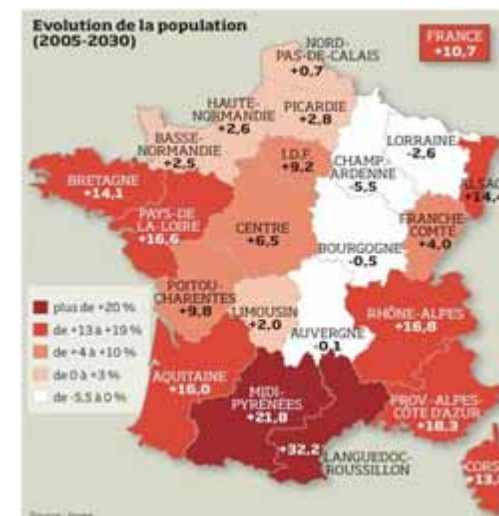 Evolution de la population
(2005-2030)
FRANCE
+10,7
NORD-
PAS-DE-CALAIS
+0,7
HAUTE-
NORMANDIE
+2,6
PICARDIE
+2,8
BASSE-
NORMANDIE
+2,5
I.D.F.
+9,2
CHAMP.-
ARDENNE
-5,5
LORRAINE
-2,6
BRETAGNE
+14,1
PAYS-DE
LA-LOIRE
+16,6
CENTRE
+6,5
BOURGOGNE
-0,5
FRANCHE-
COMTÉ
+4,0
POITOU-
CHARENTES
+9,8
LIMOUSIN
+2,0
AUVERGNE
-0,1
RHÔNE-ALPES
+16,8
plus de +20 %
de +13 à +19 %
de +4 à +10 %
de 0 à +3 %
de -5,5 à 0 %
AQUITAINE
+16,0
MIDI-
PYRÉNÉES
+21,8
+32,2
LANGUEDOC-
ROUSSILLON
PROV.-ALPES-
CÔTE D'AZUR
+18,3